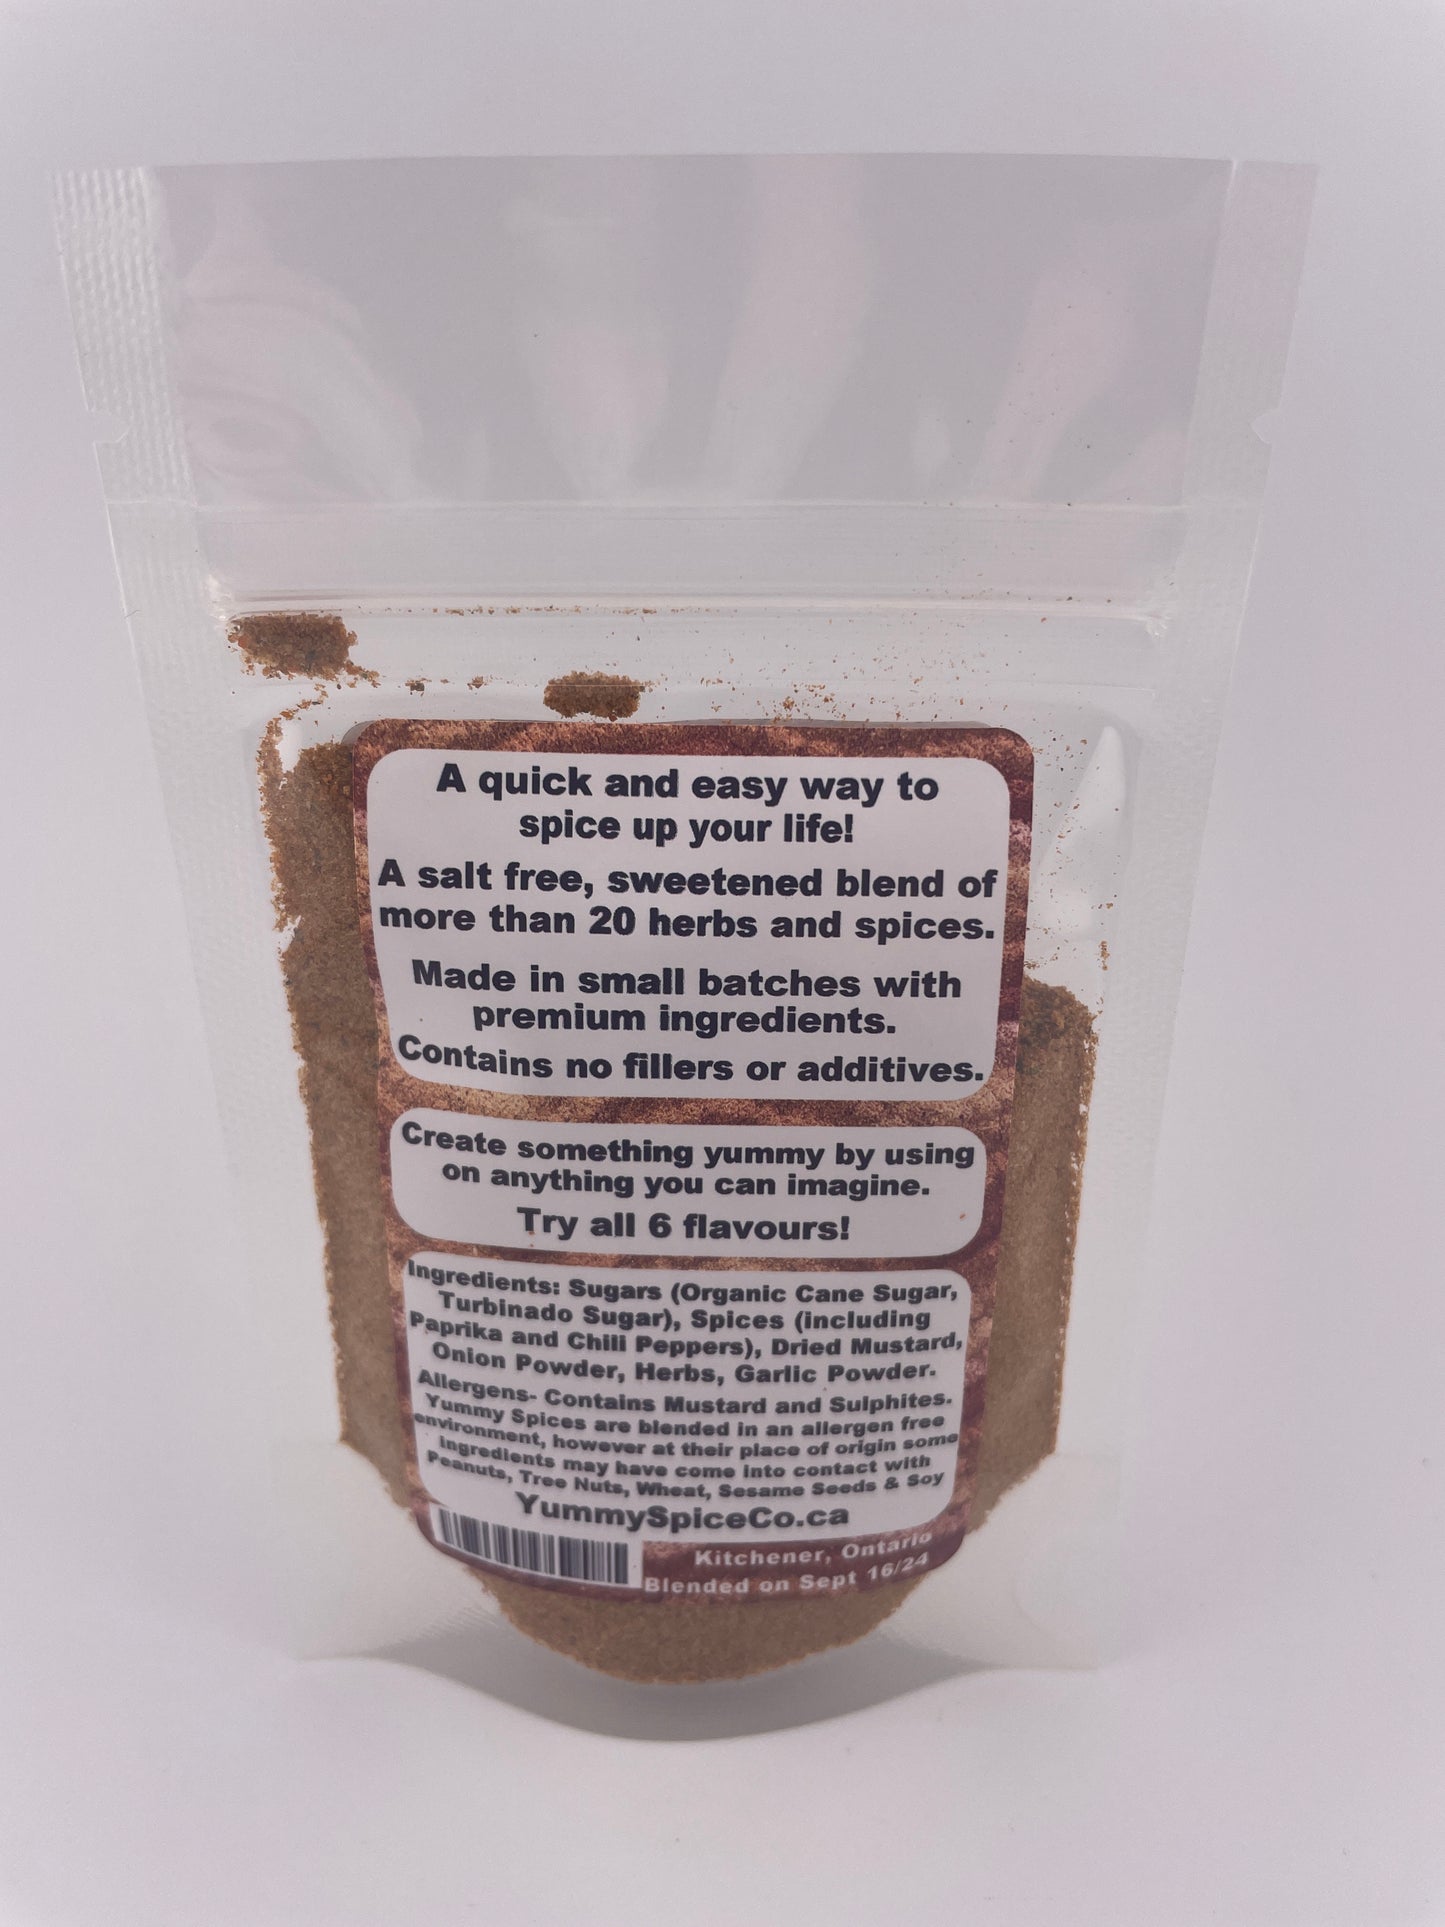 A quick and easy way to
spice up your life!
A salt free, sweetened blend of
more than 20 herbs and spices.
Made in small batches with
premium ingredients.
Contains no fillers or additives.
Create something yummy by using
on anything you can imagine.
Try all 6 flavours!
Ingredients: Sugars (Organic Cane Sugar,
Turbinado Sugar), Spices (including
Paprika and Chili Peppers), Dried Mustard,
Onion Powder, Herbs, Garlic Powder.
Allergens- Contains Mustard and Sulphites.
Yummy Spices are blended in an allergen free
environment, however at their place of origin some
ingredients may have come into contact with
Peanuts, Tree Nuts, Wheat, Sesame Seeds & Soy
YummySpiceCo.ca
Kitchener, Ontario
Blended on Sept 16/24